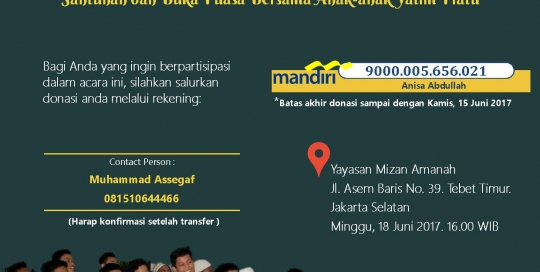 Santunan dan Buka Puasa Bersama Anak-anak Yatim Piatu
Bagi Anda yang ingin berpartisipasi
dalam acara ini, silahkan salurkan
donasi anda melalui rekening:
mandiri
9000.005.656.021
Anisa Abdullah
*Batas akhir donasi sampai dengan Kamis, 15 Juni 2017
Contact Person :
Muhammad Assegaf
081510644466
(Harap konfirmasi setelah transfer )
Yayasan Mizan Amanah
Jl. Asem Baris No. 39. Tebet Timur.
Jakarta Selatan
Minggu, 18 Juni 2017. 16.00 WIB